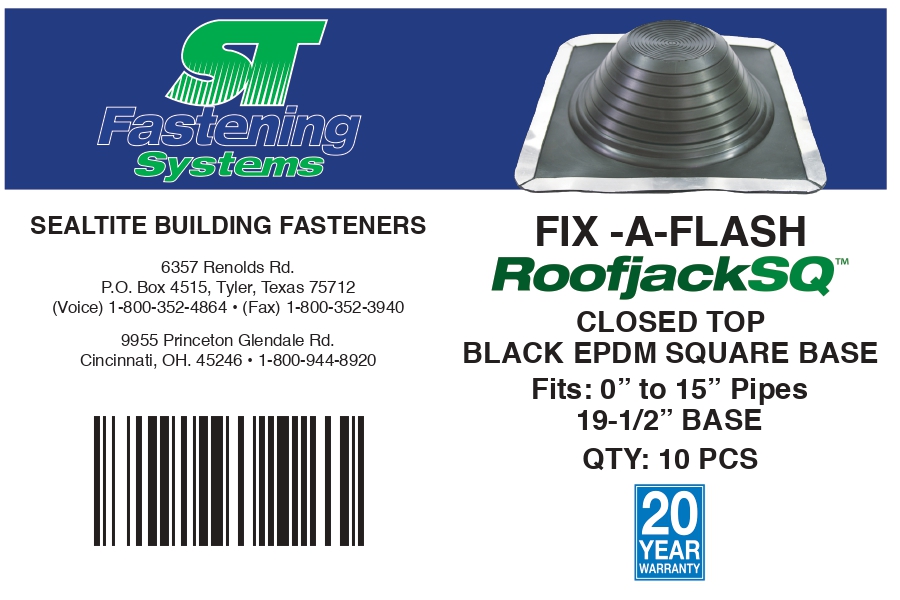 ST
Fastening
Systems
SEALTITE BUILDING FASTENERS
6357 Renolds Rd.
P.O. Box 4515, Tyler, Texas 75712
(Voice) 1-800-352-4864 • (Fax) 1-800-352-3940
9955 Princeton Glendale Rd.
Cincinnati, OH. 45246 • 1-800-944-8920
FIX -A-FLASH
RoofjackSQ™
CLOSED TOP
BLACK EPDM SQUARE BASE
Fits: 0” to 15” Pipes
19-1/2” BASE
QTY: 10 PCS
20
YEAR
WARRANTY